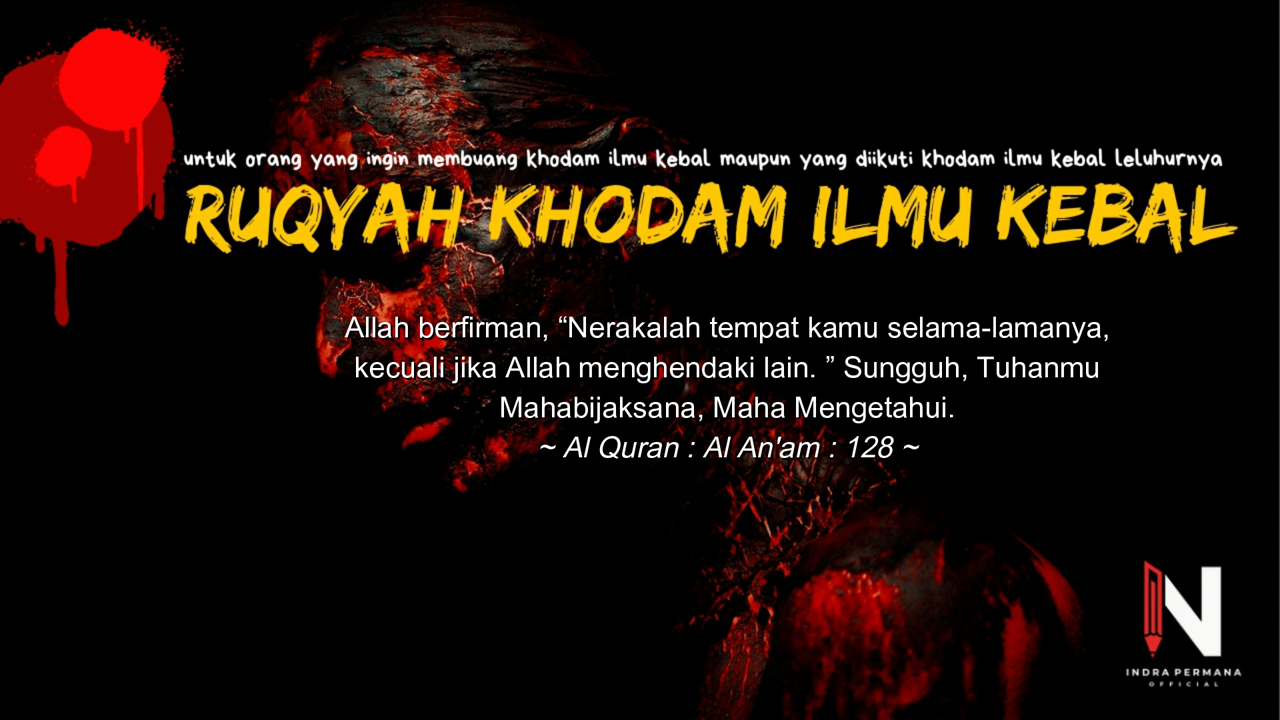 untuk orang yang ingin membuang khodam ilmu kebal maupun yang diikuti khodam ilmu kebal leluhurnya
RUQYAH KHODAM ILMU KEBAL
Allah berfirman, “Nerakalah tempat kamu selama-lamanya,
kecuali jika Allah menghendaki lain. ” Sungguh, Tuhanmu
Mahabijaksana, Maha Mengetahui.
~ Al Quran : Al An'am : 128 ~
N
INDRA PERMANA
OFFICIAL